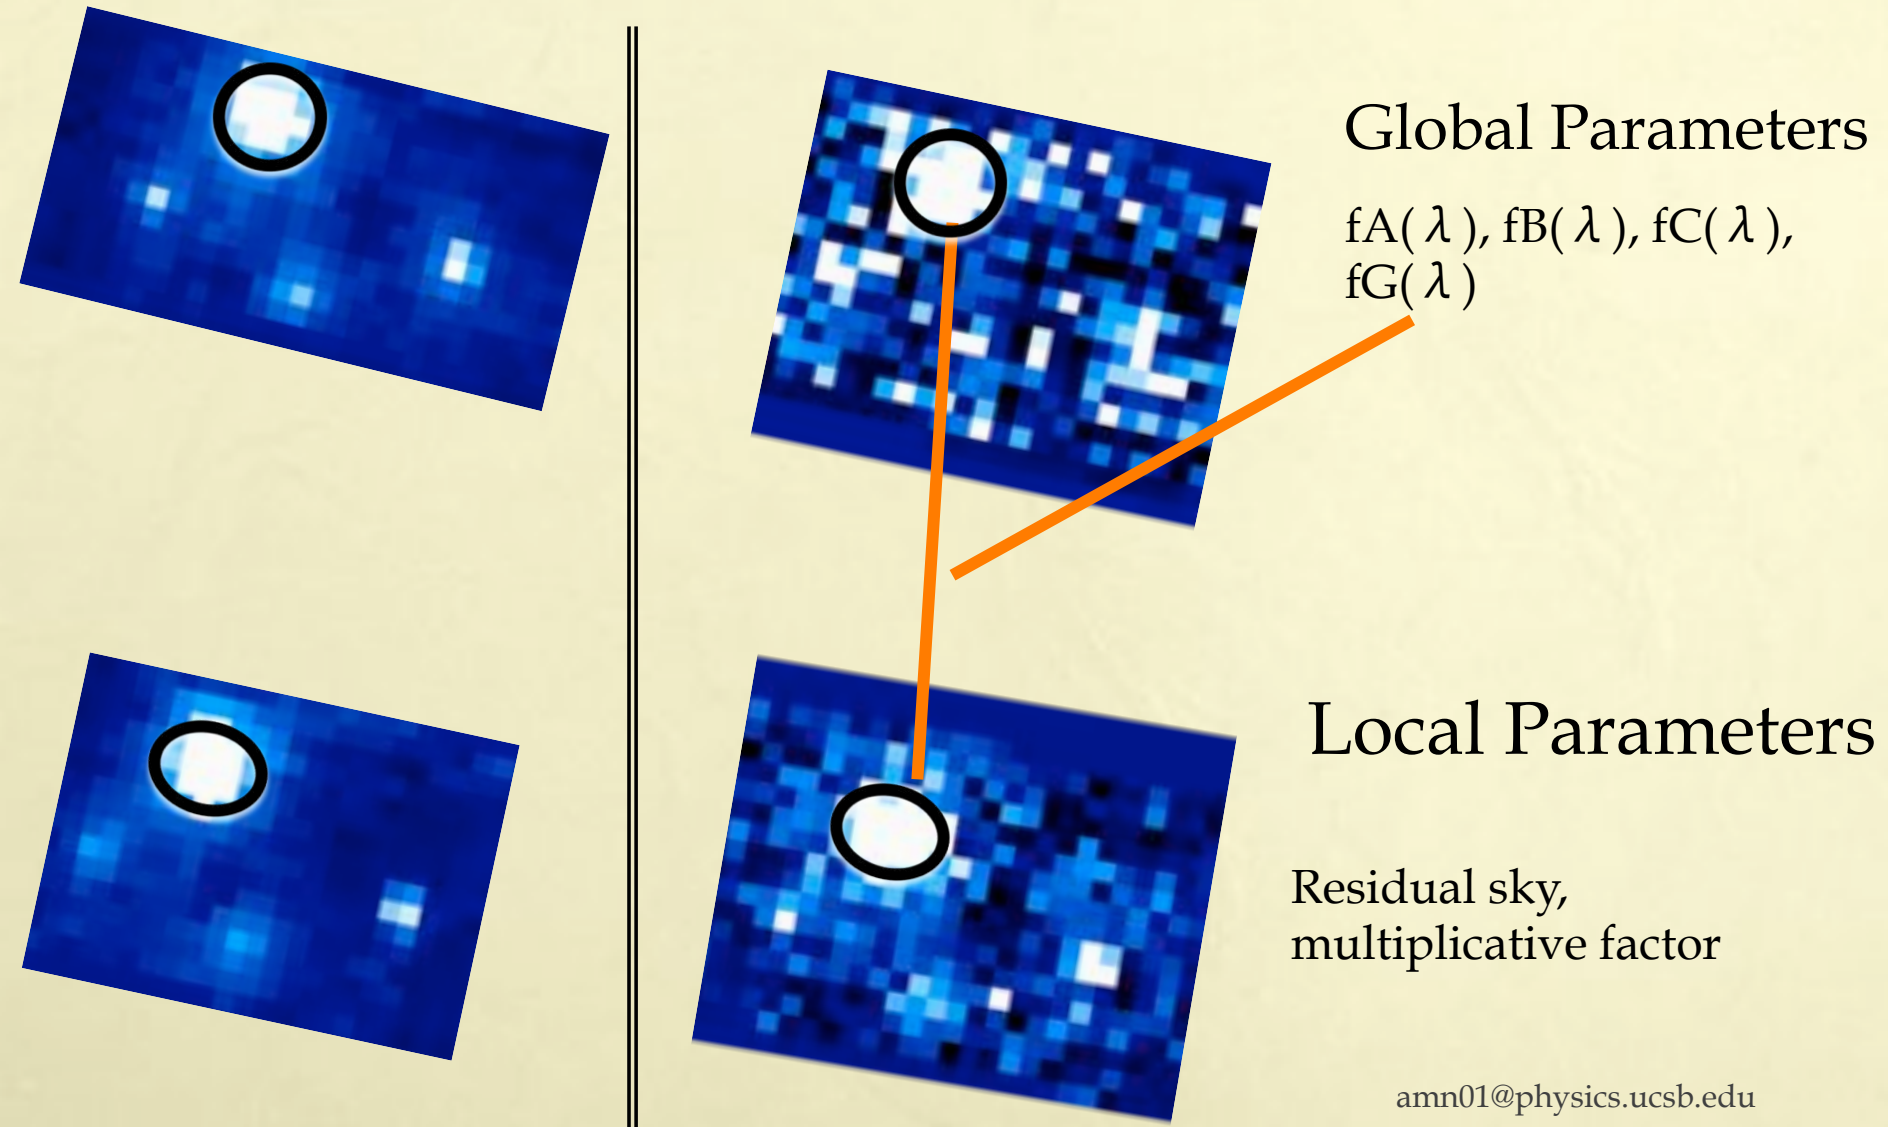 Global Parameters
fA( λ ), fB( λ ), fC( λ ),
fG( λ )
Local Parameters
Residual sky,
multiplicative factor
amn01@physics.ucsb.edu